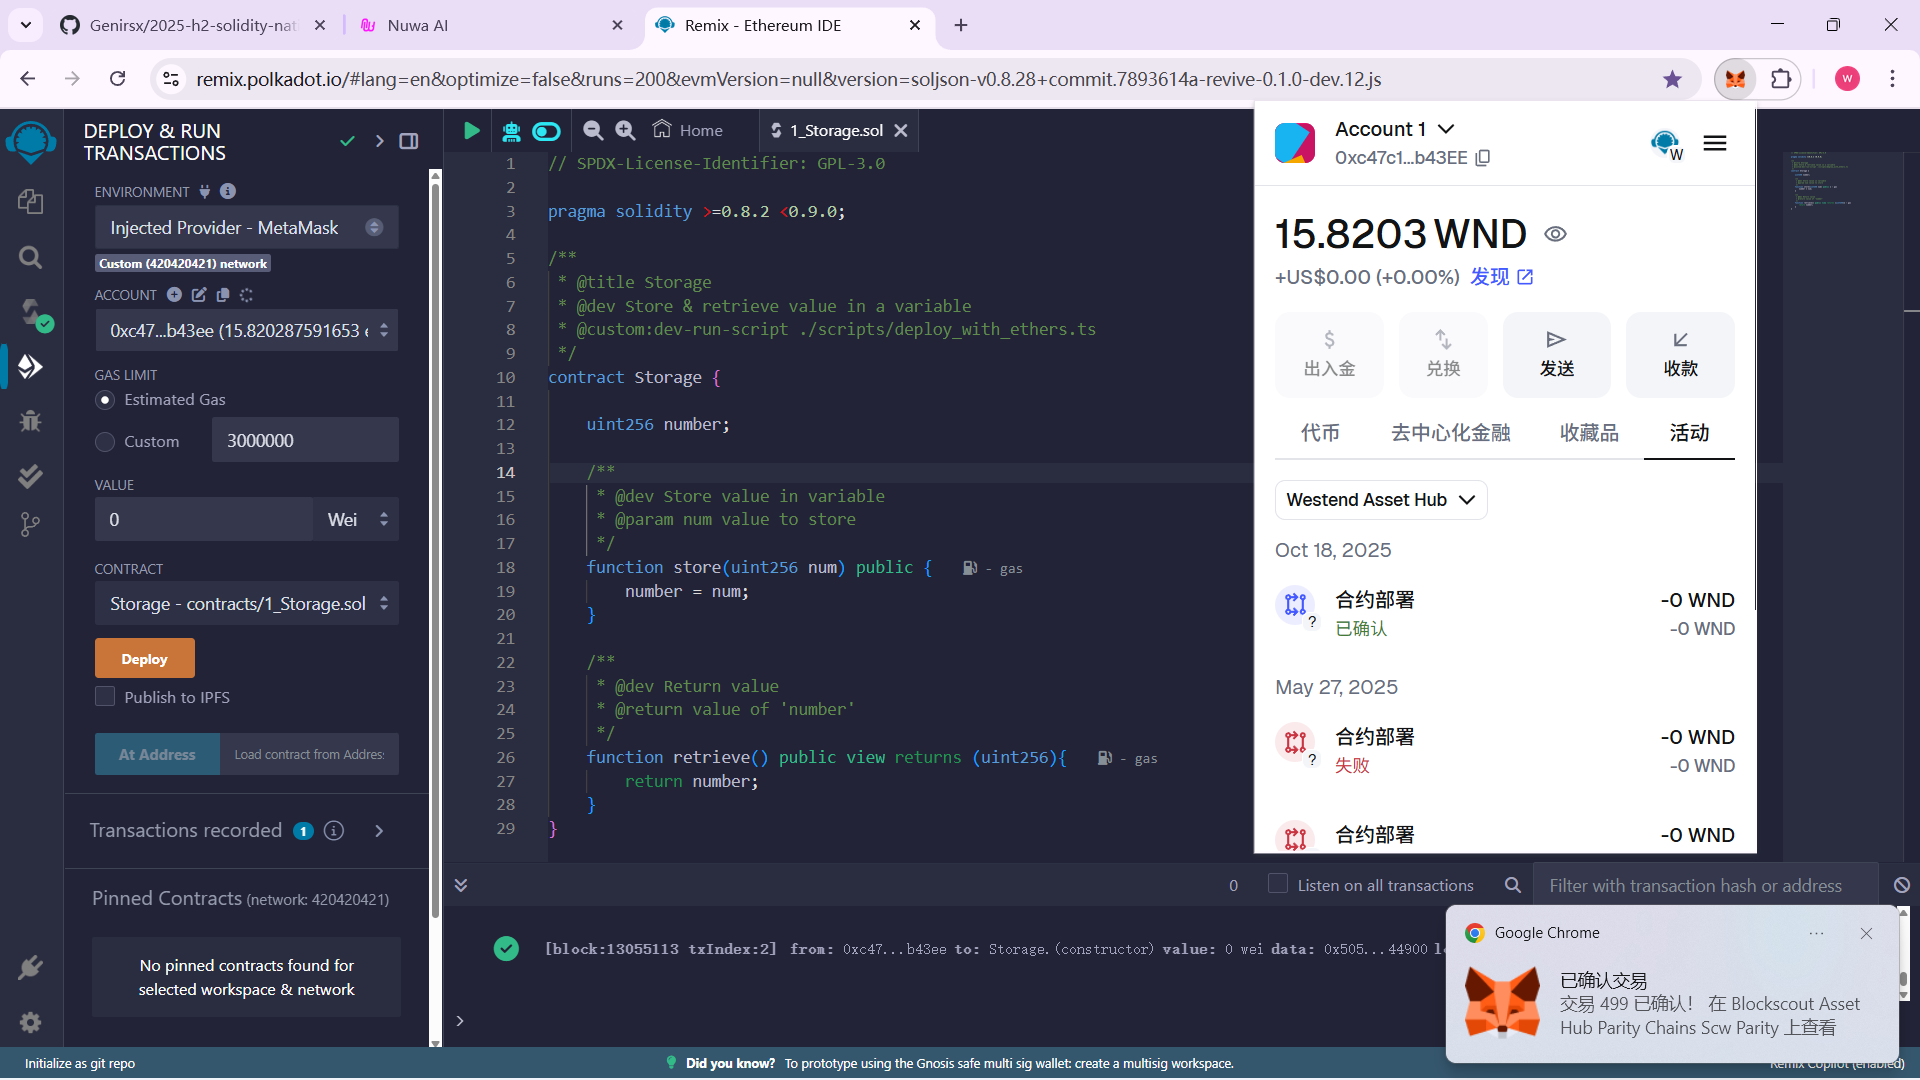 Genirsx/2025-h2-solidity-nat
Nuwa AI
Remix - Ethereum IDE
remix.polkadot.io/#lang=en&optimize=false&runs=200&evmVersion=null&version=soljson-v0.8.28+commit.7893614a-revive-0.1.0-dev.12.js
W
DEPLOY & RUN
TRANSACTIONS
ENVIRONMENT
Injected Provider - MetaMask
Custom (420420421) network
ACCOUNT
0xc47...b43ee (15.820287591653 e
GAS LIMIT
Estimated Gas
Custom
3000000
VALUE
0
Wei
CONTRACT
Storage - contracts/1_Storage.sol
Deploy
Publish to IPFS
At Address
Load contract from Address
Transactions recorded 1
Pinned Contracts (network: 420420421)
No pinned contracts found for
selected workspace & network
Home
1_Storage.sol
1 // SPDX-License-Identifier: GPL-3.0
2
3 pragma solidity >=0.8.2 <0.9.0;
4
5 /**
6 * @title Storage
7 * @dev Store & retrieve value in a variable
8 * @custom:dev-run-script ./scripts/deploy_with_ethers.ts
9 */
10 contract Storage {
11
12 uint256 number;
13
14 /**
15 * @dev Store value in variable
16 * @param num value to store
17 */
18 function store(uint256 num) public { - gas
19 number = num;
20 }
21
22 /**
23 * @dev Return value
24 * @return value of 'number'
25 */
26 function retrieve() public view returns (uint256){ - gas
27 return number;
28 }
29 }
Account 1
0xc47c1...b43EE
W
15.8203 WND
+US$0.00 (+0.00%) 发现
出入金
兑换
发送
收款
代币
去中心化金融
收藏品
活动
Westend Asset Hub
Oct 18, 2025
合约部署
-0 WND
?
已确认
-0 WND
May 27, 2025
合约部署
-0 WND
?
失败
-0 WND
合约部署
-0 WND
0
Listen on all transactions
Filter with transaction hash or address
[block:13055113 txIndex:2] from: 0xc47...b43ee to: Storage.(constructor) value: 0 wei data: 0x505...44900
>
Google Chrome
已确认交易
交易 499 已确认！ 在 Blockscout Asset
Hub Parity Chains Scw Parity 上查看
Initialize as git repo
Did you know? To prototype using the Gnosis safe multi sig wallet: create a multisig workspace.
Remix Copilot (enabled)